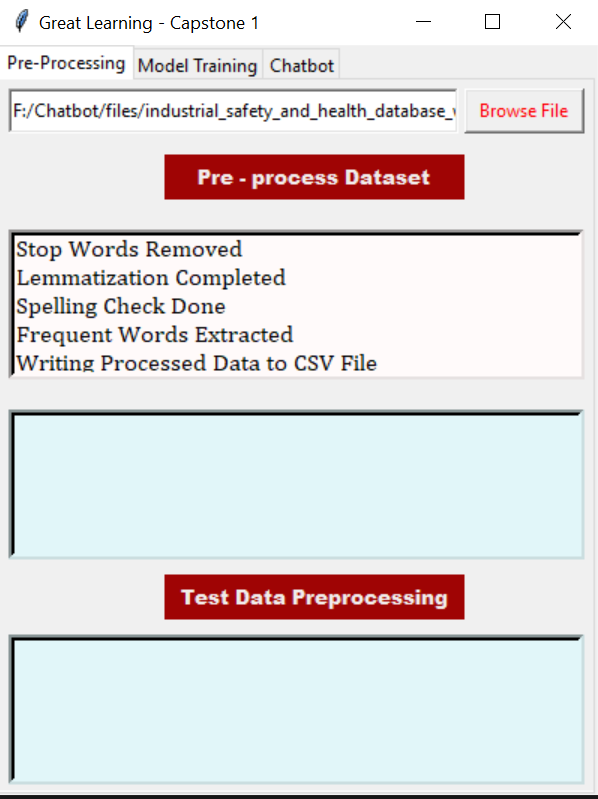 Great Learning - Capstone 1
Pre-Processing Model Training Chatbot
F:/Chatbot/files/industrial_safety_and_health_database_ Browse File
Pre - process Dataset
Stop Words Removed
Lemmatization Completed
Spelling Check Done
Frequent Words Extracted
Writing Processed Data to CSV File
Test Data Preprocessing